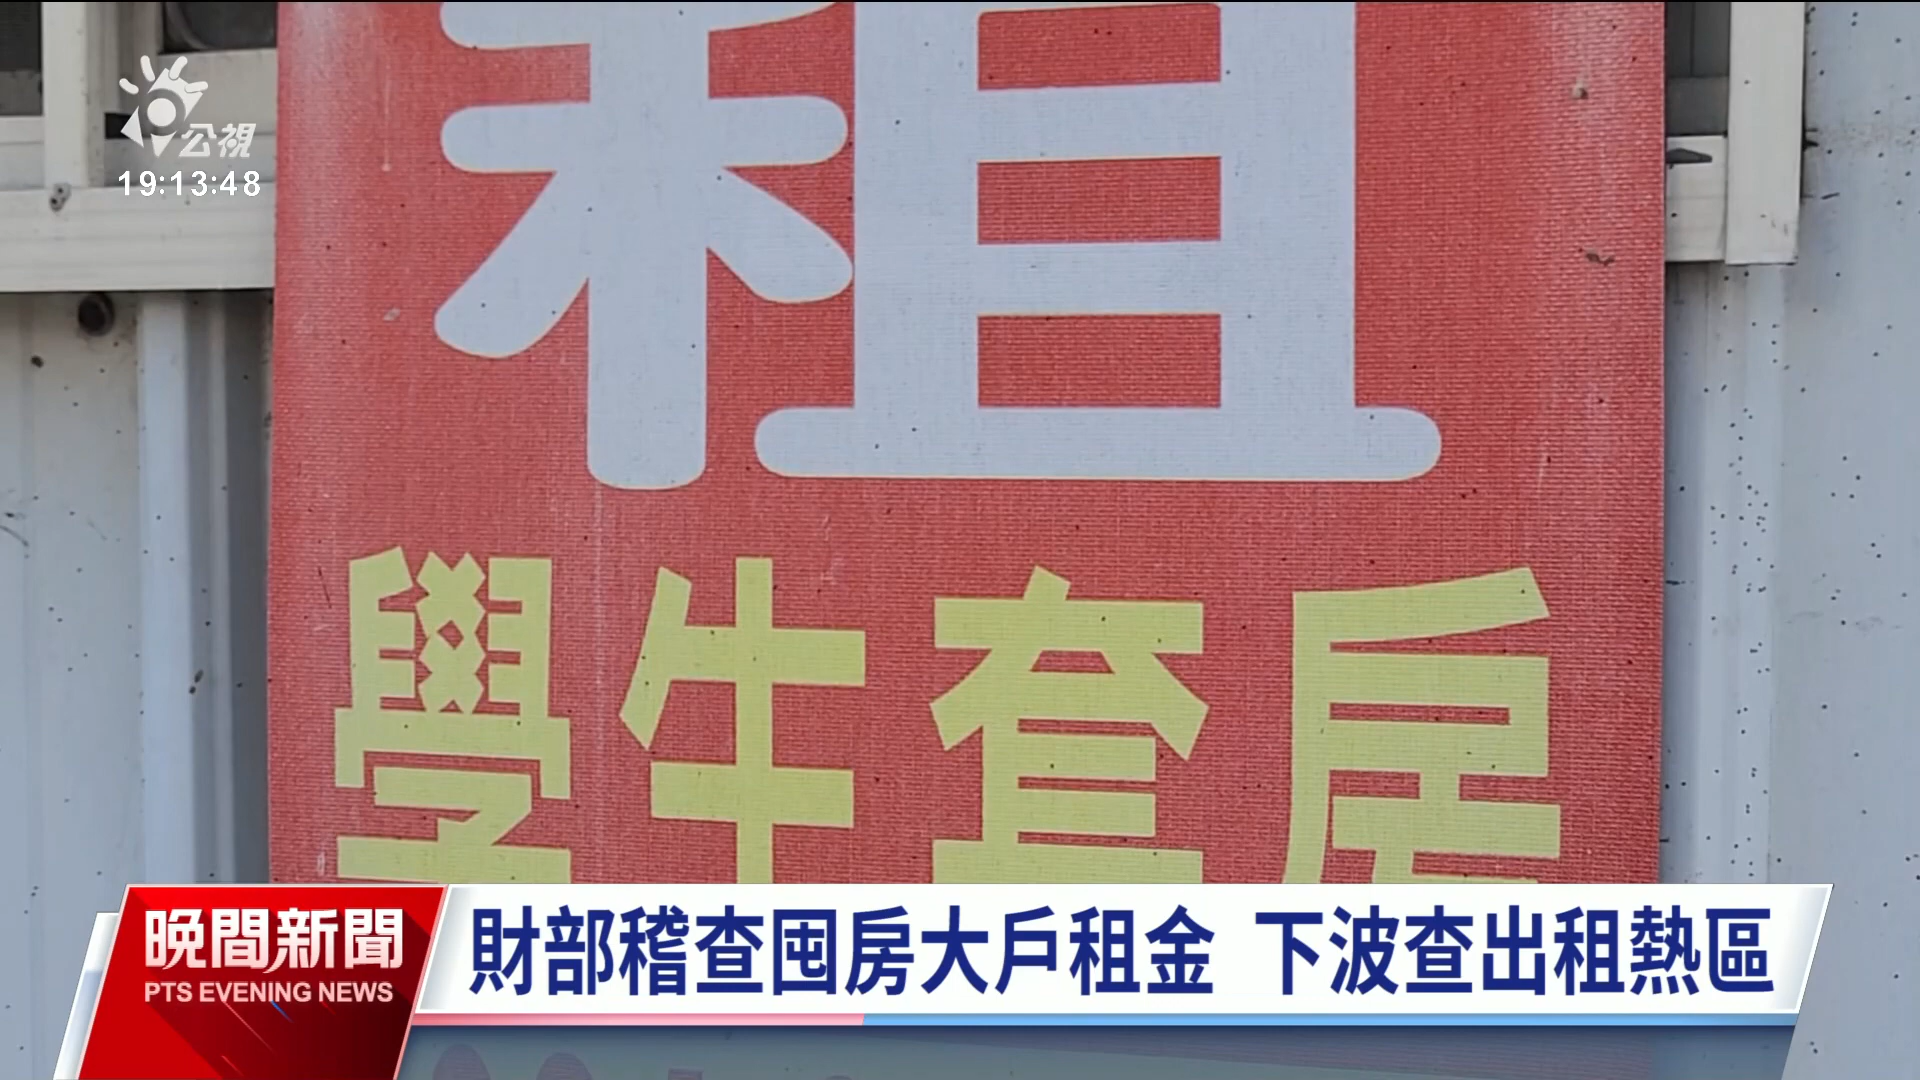 公視
19:13:48
租
學生套房
晚間新聞
PTS EVENING NEWS
財部稽查囤房大戶租金 下波查出租熱區